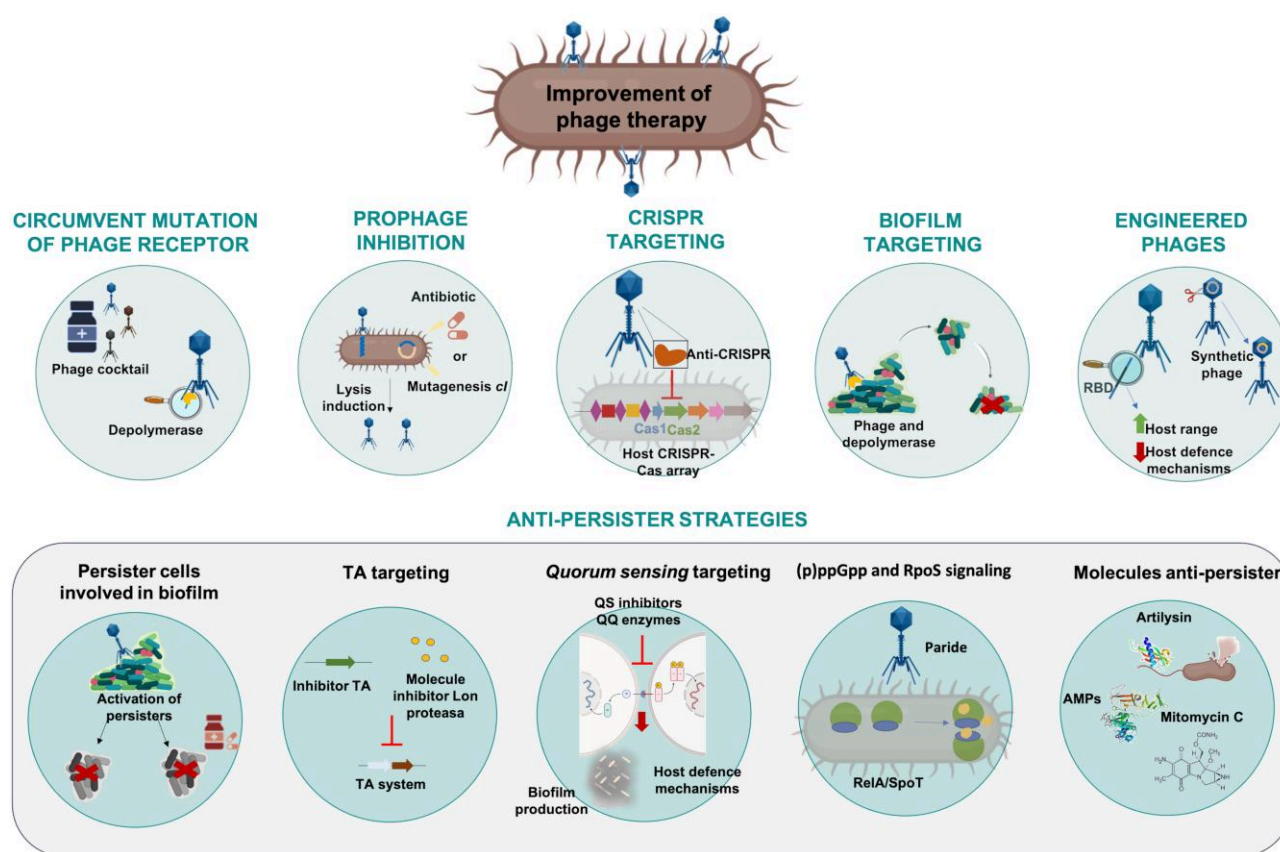 Improvement of
phage therapy
CIRCUMVENT MUTATION
OF PHAGE RECEPTOR
Phage cocktail
Depolymerase
PROPHAGE
INHIBITION
Antibiotic
or
Mutagenesis cI
Lysis
induction
CRISPR
TARGETING
Anti-CRISPR
Cas1 Cas2
Host CRISPR-
Cas array
BIOFILM
TARGETING
Phage and
depolymerase
ENGINEERED
PHAGES
Synthetic
phage
RBD
Host range
Host defence
mechanisms
ANTI-PERSISTER STRATEGIES
Persister cells
involved in biofilm
Activation of
persisters
TA targeting
Inhibitor TA
Molecule
inhibitor Lon
proteasa
TA system
Quorum sensing targeting
QS inhibitors
QQ enzymes
Biofilm
production
Host defence
mechanisms
(p)ppGpp and RpoS signaling
Paride
RelA/SpoT
Molecules anti-persister
Artilysin
AMPs
Mitomycin C